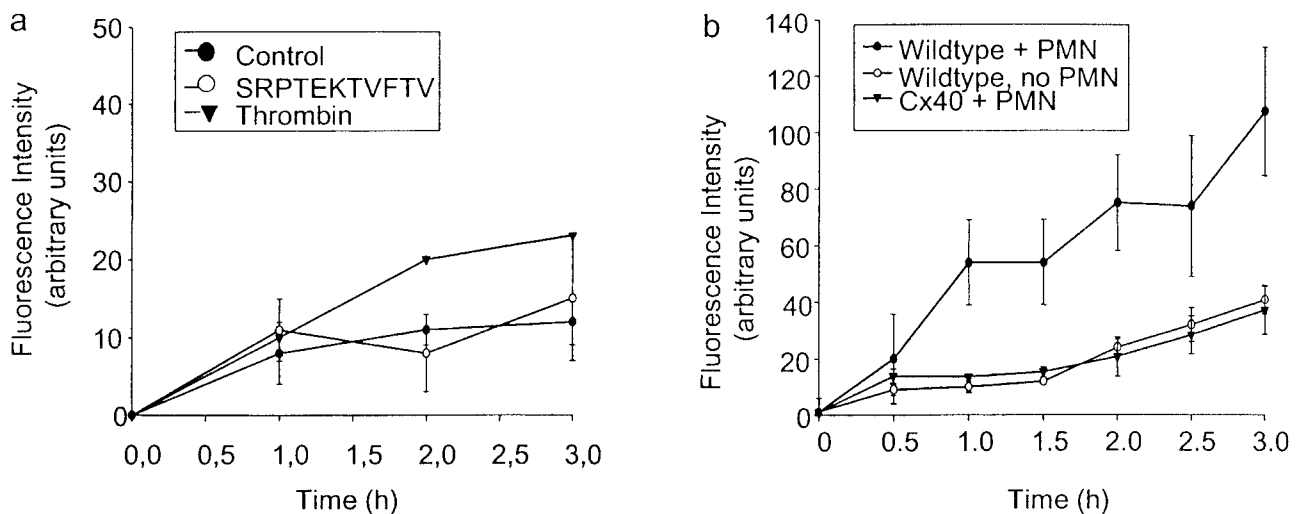 a
50
40
30
20
10
0
Fluorescence Intensity
(arbitrary units)
Control
SRPTEKTVFTV
Thrombin
0,0 0,5 1,0 1,5 2,0 2,5 3,0
Time (h)
b
140
120
100
80
60
40
20
0
Fluorescence Intensity
(arbitrary units)
Wildtype + PMN
Wildtype, no PMN
Cx40 + PMN
0 0.5 1.0 1.5 2.0 2.5 3.0
Time (h)